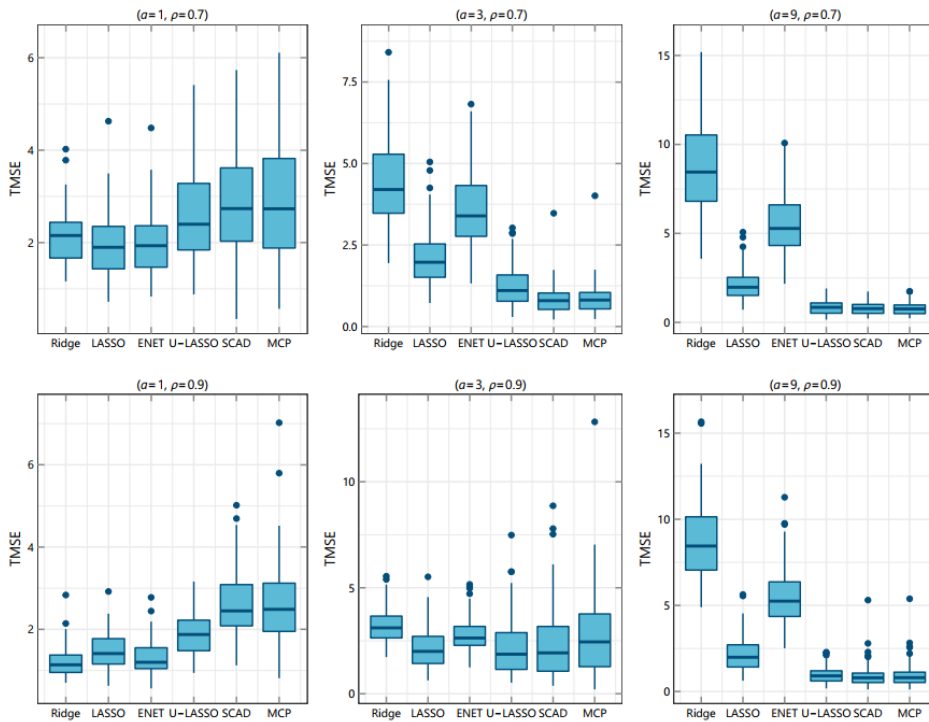 (a=1, ρ=0.7)
TMSE
6
4
2
Ridge LASSO ENET U-LASSO SCAD MCP
(a=3, ρ=0.7)
TMSE
7.5
5.0
2.5
0.0
Ridge LASSO ENET U-LASSO SCAD MCP
(a=9, ρ=0.7)
TMSE
15
10
5
0
Ridge LASSO ENET U-LASSO SCAD MCP
(a=1, ρ=0.9)
TMSE
6
4
2
Ridge LASSO ENET U-LASSO SCAD MCP
(a=3, ρ=0.9)
TMSE
10
5
0
Ridge LASSO ENET U-LASSO SCAD MCP
(a=9, ρ=0.9)
TMSE
15
10
5
0
Ridge LASSO ENET U-LASSO SCAD MCP